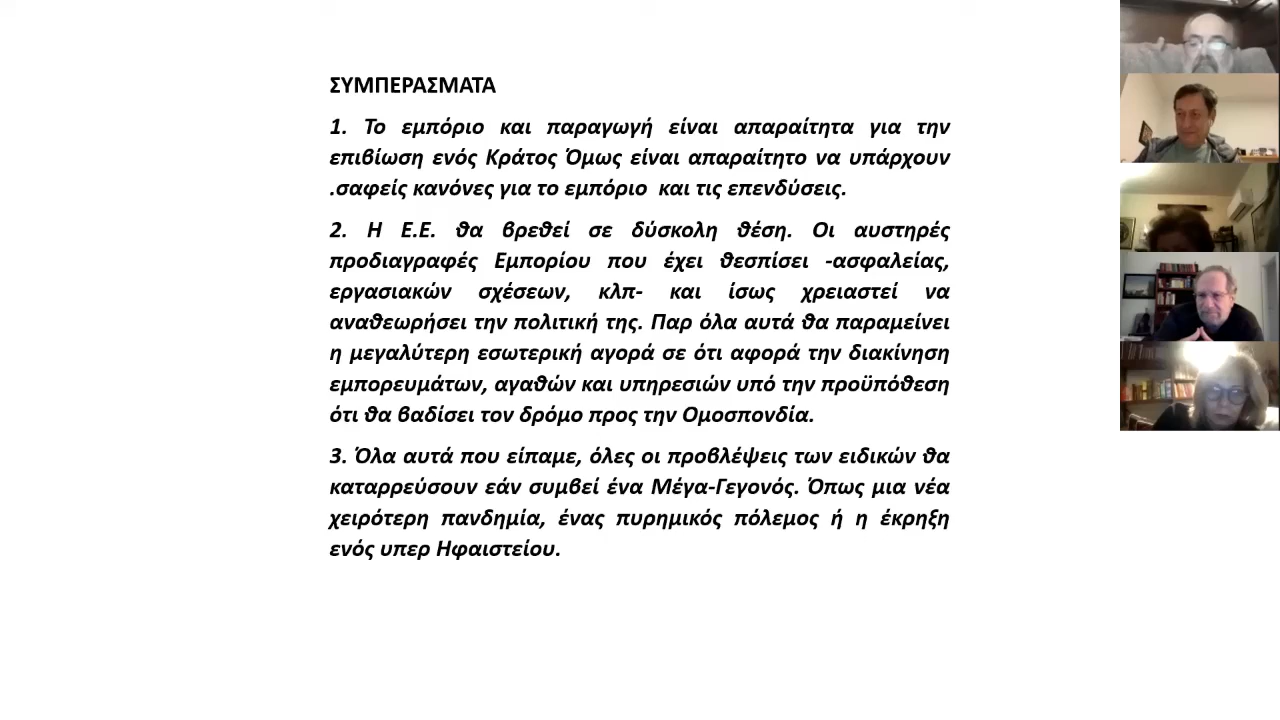 ΣΥΜΠΕΡΑΣΜΑΤΑ
1. Το εμπόριο και παραγωγή είναι απαραίτητα για την
επιβίωση ενός Κράτος Όμως είναι απαραίτητο να υπάρχουν
.σαφείς κανόνες για το εμπόριο  και τις επενδύσεις.
2. Η Ε.Ε. θα βρεθεί σε δύσκολη θέση. Οι αυστηρές
προδιαγραφές Εμπορίου που έχει θεσπίσει -ασφαλείας,
εργασιακών σχέσεων, κλπ- και ίσως χρειαστεί να
αναθεωρήσει την πολιτική της. Παρ όλα αυτά θα παραμείνει
η μεγαλύτερη εσωτερική αγορά σε ότι αφορά την διακίνηση
εμπορευμάτων, αγαθών και υπηρεσιών υπό την προϋπόθεση
ότι θα βαδίσει τον δρόμο προς την Ομοσπονδία.
3. Όλα αυτά που είπαμε, όλες οι προβλέψεις των ειδικών θα
καταρρεύσουν εάν συμβεί ένα Μέγα-Γεγονός. Όπως μια νέα
χειρότερη πανδημία, ένας πυρημικός πόλεμος ή η έκρηξη
ενός υπερ Ηφαιστείου.